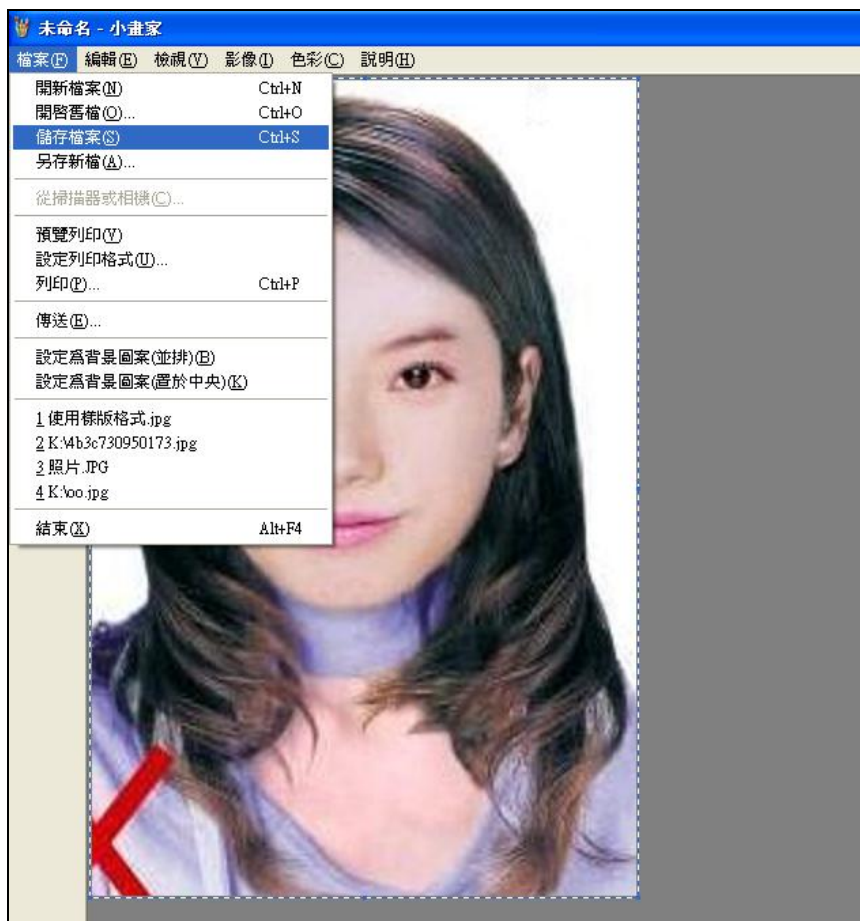 未命名 - 小畫家
檔案(F) 編輯(E) 檢視(V) 影像(I) 色彩(C) 說明(H)
開新檔案(N) Ctrl+N
開啓舊檔(O)...
Ctrl+O
儲存檔案(S) Ctrl+S
另存新檔(A)...
從掃描器或相機(C)...
預覽列印(V)
設定列印格式(U)...
列印(P)... Ctrl+P
傳送(E)...
設定為背景圖案(並排)(B)
設定為背景圖案(置於中央)(K)
1 使用樣版格式.jpg
2 K:\4b3c730950173.jpg
3 照片.JPG
4 K:\oo.jpg
結束(X) Alt+F4